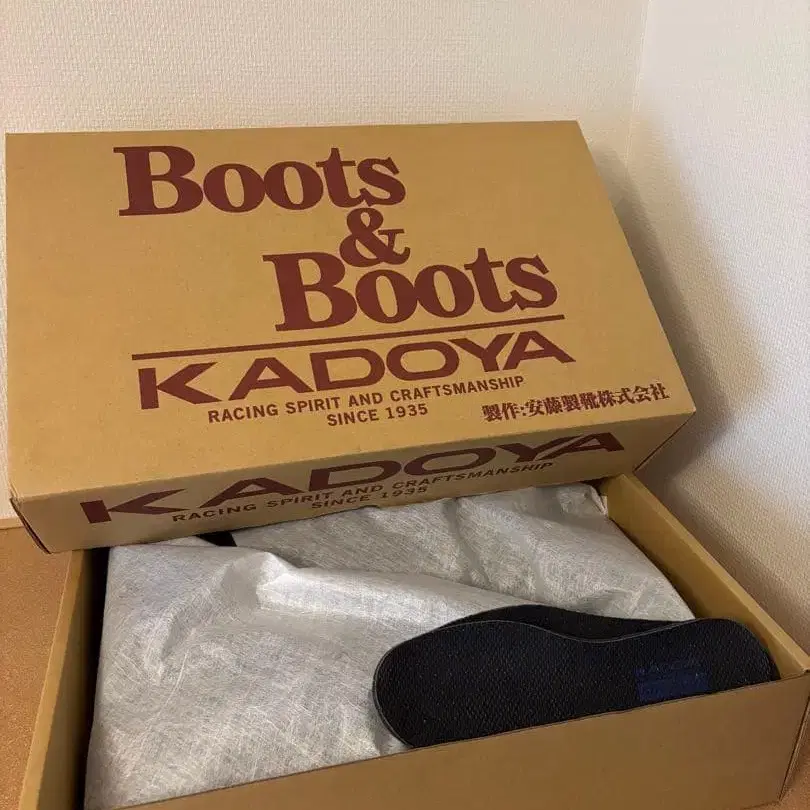 Boots
&
Boots
KADOYA
RACING SPIRIT AND CRAFTSMANSHIP
SINCE 1935
製作:安藤製靴株式会社
KADOYA
RACING SPIRIT AND CRAFTSMANSHIP
SINCE 1935
KADOYA